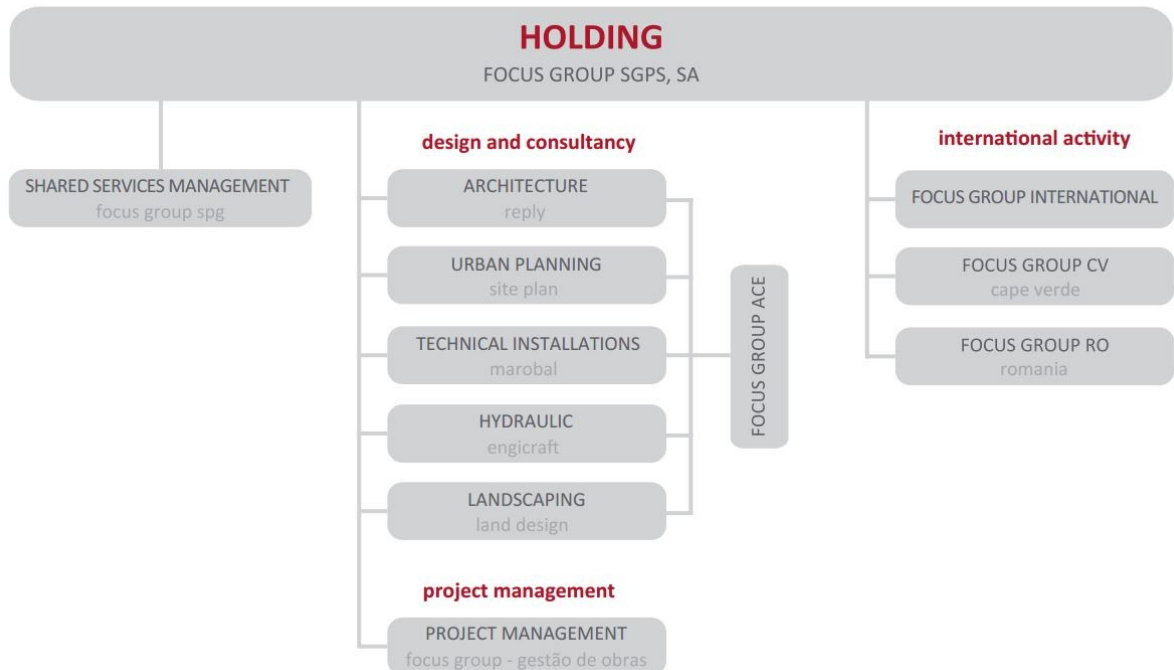 HOLDING
FOCUS GROUP SGPS, SA
SHARED SERVICES MANAGEMENT
focus group spg
design and consultancy
ARCHITECTURE
reply
URBAN PLANNING
site plan
TECHNICAL INSTALLATIONS
marobal
HYDRAULIC
engicraft
LANDSCAPING
land design
FOCUS GROUP ACE
project management
PROJECT MANAGEMENT
focus group - gestão de obras
international activity
FOCUS GROUP INTERNATIONAL
FOCUS GROUP CV
cape verde
FOCUS GROUP RO
romania